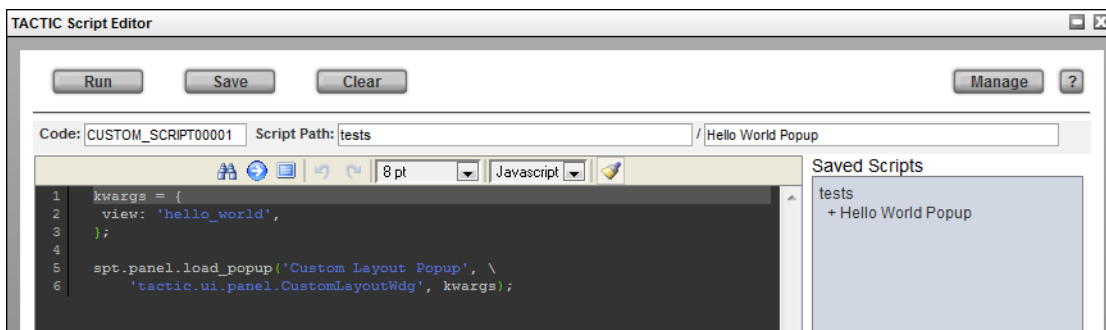 TACTIC Script Editor
Run Save Clear Manage ?
Code: CUSTOM_SCRIPT00001 Script Path: tests / Hello World Popup
8 pt Javascript
Saved Scripts
tests
+ Hello World Popup
1 kwargs = {
2 view: 'hello_world',
3 };
4
5 spt.panel.load_popup('Custom Layout Popup', \
6 'tactic.ui.panel.CustomLayoutWdg', kwargs);